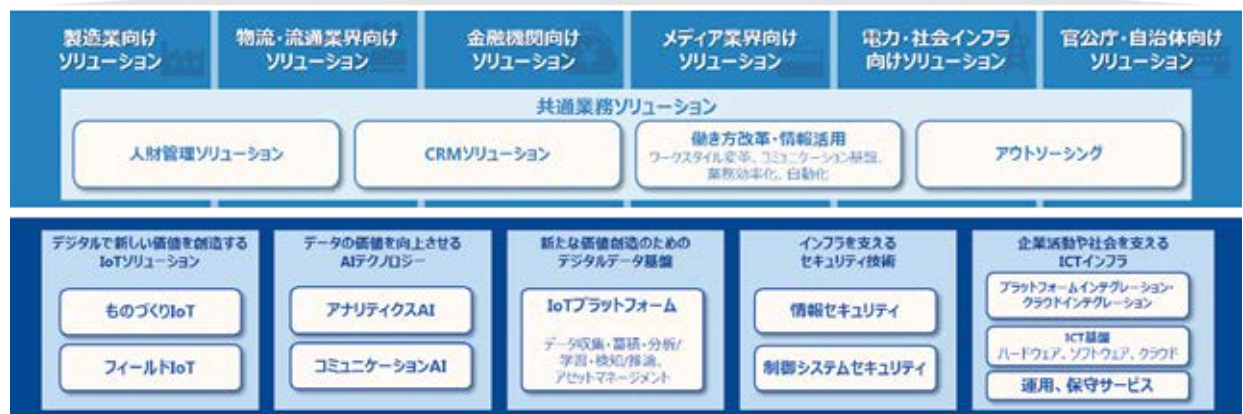 製造業向け
ソリューション
物流・流通業界向け
ソリューション
金融機関向け
ソリューション
メディア業界向け
ソリューション
電力・社会インフラ
向けソリューション
官公庁・自治体向け
ソリューション
共通業務ソリューション
人財管理ソリューション
CRMソリューション
働き方改革・情報活用
ワークスタイル変革、コミュニケーション基盤、
業務効率化、自動化
アウトソーシング
デジタルで新しい価値を創造する
IoTソリューション
ものづくりIoT
フィールドIoT
データの価値を向上させる
AIテクノロジー
アナリティクスAI
コミュニケーションAI
新たな価値創造のための
デジタルデータ基盤
IoTプラットフォーム
データ収集・蓄積・分析/
学習・検知/推論、
アセットマネージメント
インフラを支える
セキュリティ技術
情報セキュリティ
制御システムセキュリティ
企業活動や社会を支える
ICTインフラ
プラットフォームインテグレーション・
クラウドインテグレーション
ICT基盤
ハードウェア、ソフトウェア、クラウド
運用、保守サービス